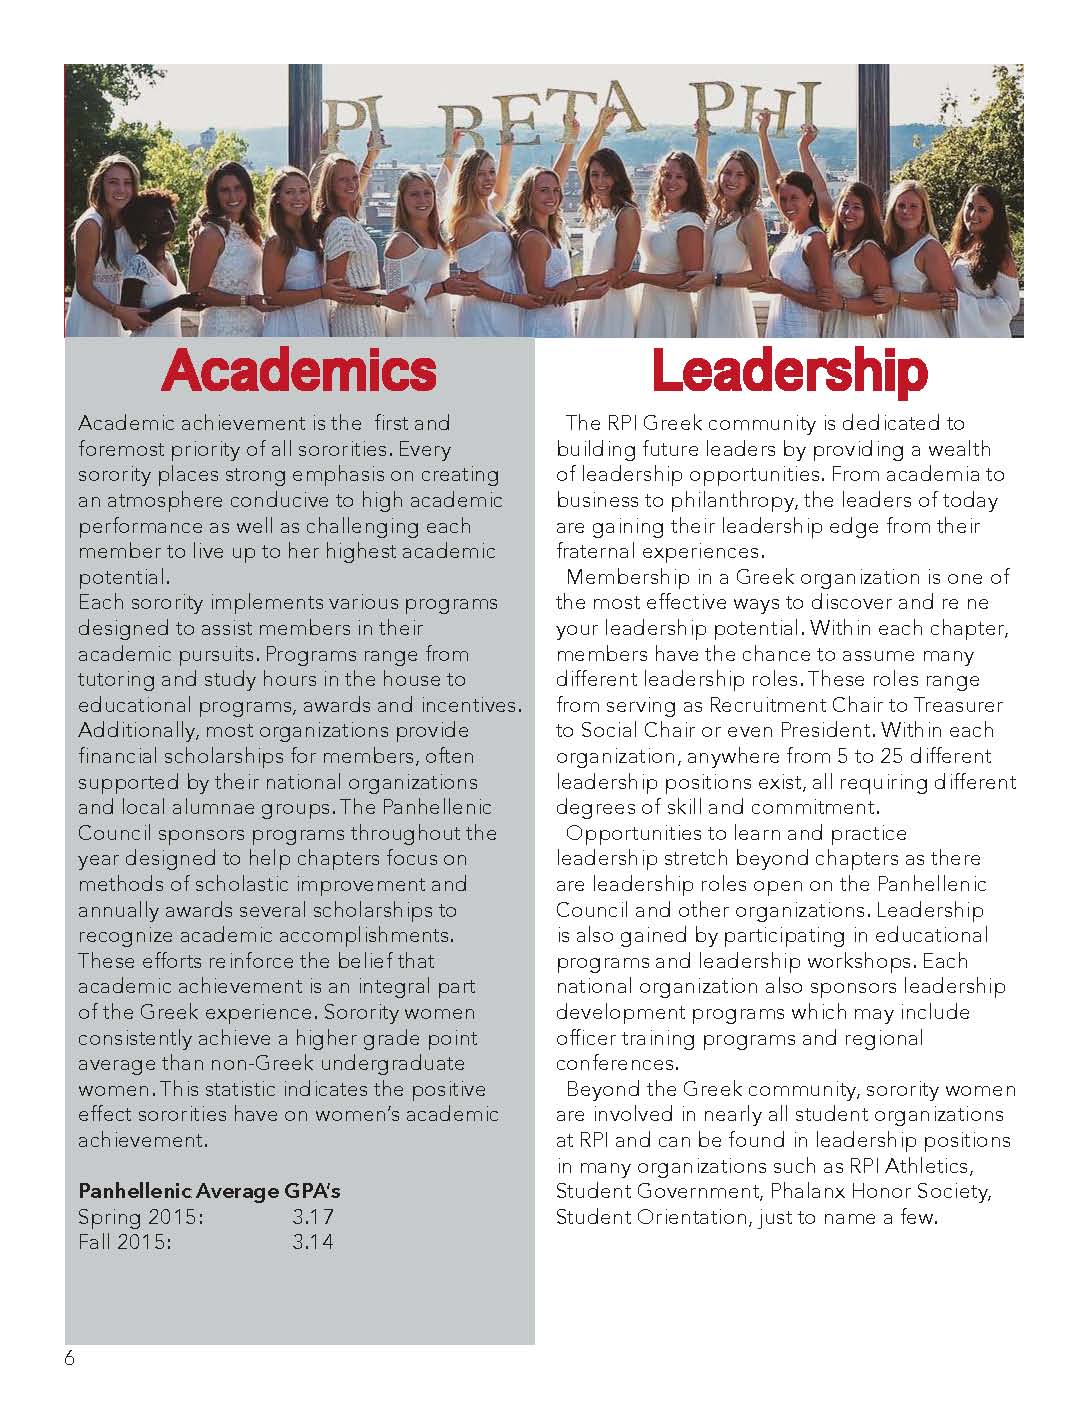 PI BETA PHI
Academics
Academic achievement is the  first and
foremost priority of all sororities. Every
sorority places strong emphasis on creating
an atmosphere conducive to high academic
performance as well as challenging each
member to live up to her highest academic
potential.
Each sorority implements various programs
designed to assist members in their
academic pursuits. Programs range from
tutoring and study hours in the house to
educational programs, awards and incentives.
Additionally, most organizations provide
financial scholarships for members, often
supported by their national organizations
and local alumnae groups. The Panhellenic
Council sponsors programs throughout the
year designed to help chapters focus on
methods of scholastic improvement and
annually awards several scholarships to
recognize academic accomplishments.
These efforts reinforce the belief that
academic achievement is an integral part
of the Greek experience. Sorority women
consistently achieve a higher grade point
average than non-Greek undergraduate
women. This statistic indicates the positive
effect sororities have on women's academic
achievement.
Panhellenic Average GPA's
Spring 2015: 3.17
Fall 2015: 3.14
Leadership
The RPI Greek community is dedicated to
building future leaders by providing a wealth
of leadership opportunities. From academia to
business to philanthropy, the leaders of today
are gaining their leadership edge from their
fraternal experiences.
Membership in a Greek organization is one of
the most effective ways to discover and re ne
your leadership potential. Within each chapter,
members have the chance to assume many
different leadership roles. These roles range
from serving as Recruitment Chair to Treasurer
to Social Chair or even President. Within each
organization, anywhere from 5 to 25 different
leadership positions exist, all requiring different
degrees of skill and commitment.
Opportunities to learn and practice
leadership stretch beyond chapters as there
are leadership roles open on the Panhellenic
Council and other organizations. Leadership
is also gained by participating in educational
programs and leadership workshops. Each
national organization also sponsors leadership
development programs which may include
officer training programs and regional
conferences.
Beyond the Greek community, sorority women
are involved in nearly all student organizations
at RPI and can be found in leadership positions
in many organizations such as RPI Athletics,
Student Government, Phalanx Honor Society,
Student Orientation, just to name a few.
6